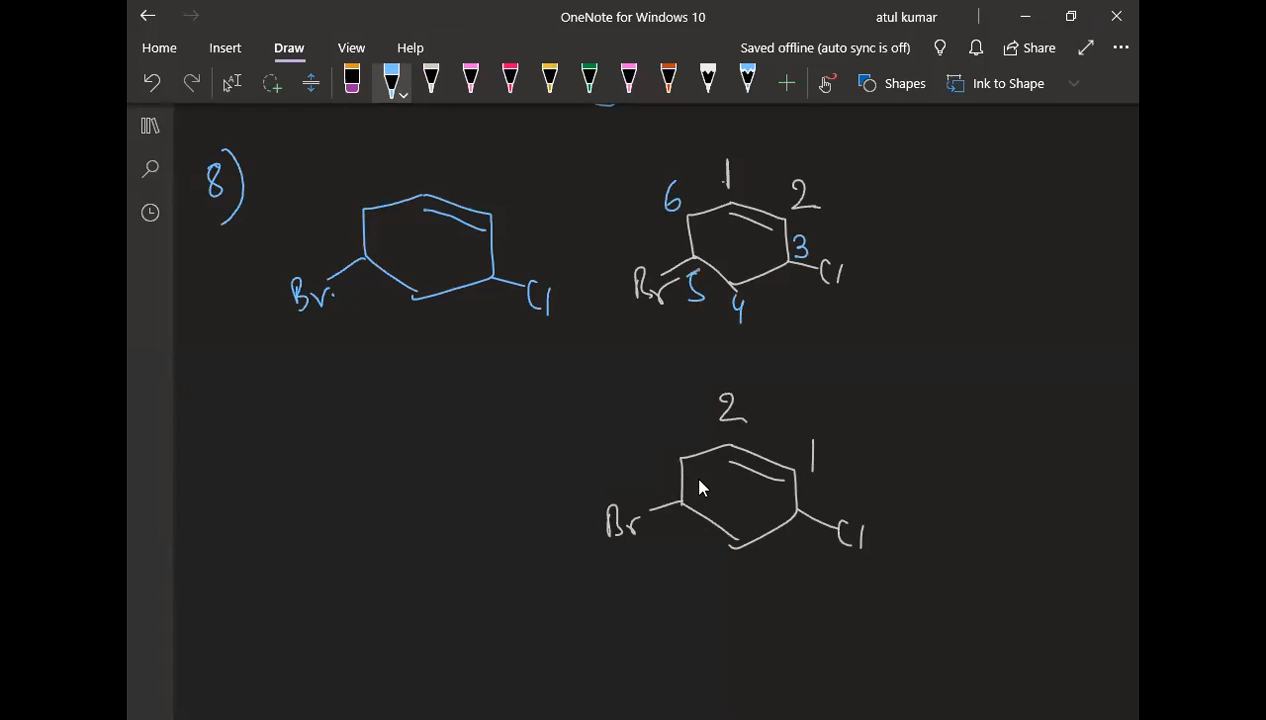 OneNote for Windows 10
atul kumar
Home Insert Draw View Help
Saved offline (auto sync is off)
Share
Shapes
Ink to Shape
8)
Br
Cl
1
6
2
3
Br
5
4
Cl
2
1
Br
Cl